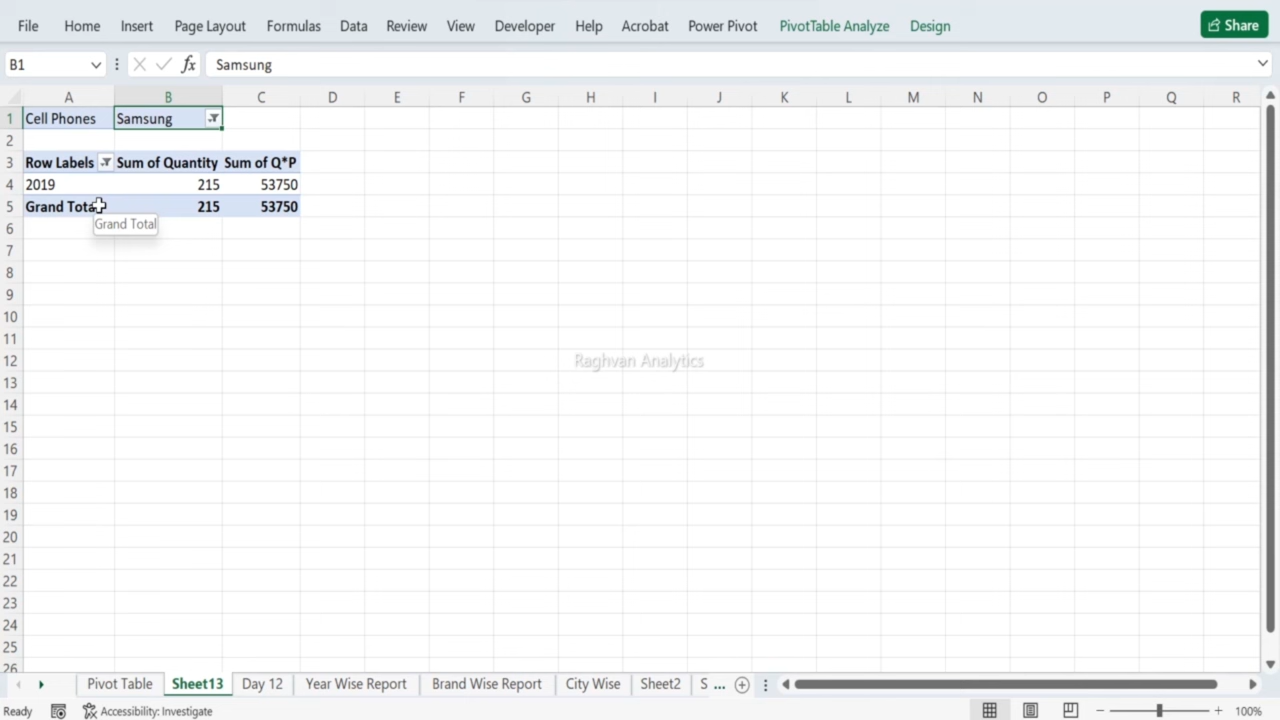 File Home Insert Page Layout Formulas Data Review View Developer Help Acrobat Power Pivot PivotTable Analyze Design Share
B1 fx Samsung
A B C D E F G H I J K L M N O P Q R
1 Cell Phones Samsung
2
3 Row Labels Sum of Quantity Sum of Q*P
4 2019 215 53750
5 Grand Total 215 53750
Grand Total
6
7
8
9
10
11
12
Raghvan Analytics
13
14
15
16
17
18
19
20
21
22
23
24
25
26
Pivot Table Sheet13 Day 12 Year Wise Report Brand Wise Report City Wise Sheet2 S ...
Ready Accessibility: Investigate 100%